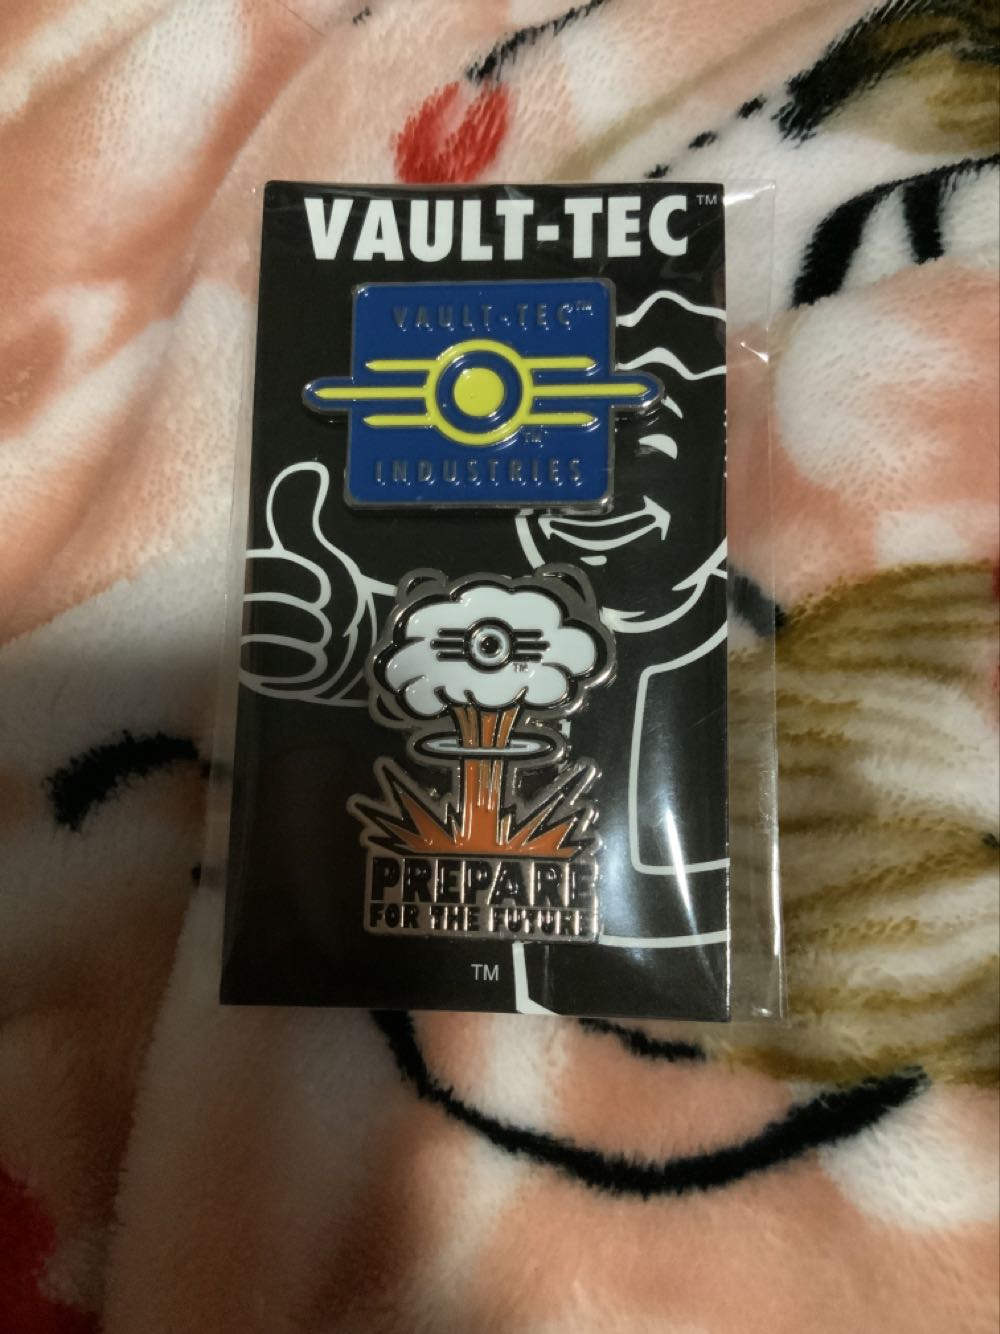 VAULT-TEC™
VAULT-TEC™
™
INDUSTRIES
™
PREPARE
FOR THE FUTURE
™